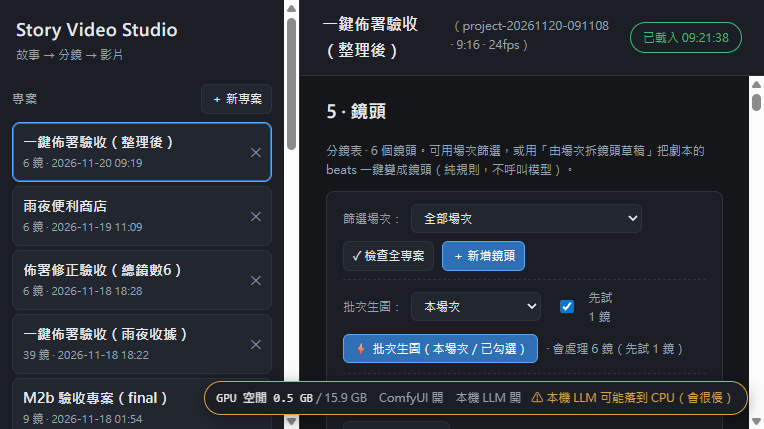 Story Video Studio
故事 → 分鏡 → 影片
專案
+ 新專案
一鍵佈署驗收（整理後）
6 鏡 · 2026-11-20 09:19
雨夜便利商店
6 鏡 · 2026-11-19 11:09
佈署修正驗收（總鏡數6）
6 鏡 · 2026-11-18 18:28
一鍵佈署驗收（雨夜收據）
39 鏡 · 2026-11-18 18:22
M2b 驗收專案（final）
9 鏡 · 2026-11-18 01:54
一鍵佈署驗收
（整理後）
（project-20261120-091108
· 9:16 · 24fps）
已載入 09:21:38
5 · 鏡頭
分鏡表 · 6 個鏡頭。可用場次篩選，或用「由場次拆鏡頭草稿」把劇本的
beats 一鍵變成鏡頭（純規則，不呼叫模型）。
篩選場次：
全部場次
✓ 檢查全專案
+ 新增鏡頭
批次生圖：
本場次
先試
1 鏡
⚡ 批次生圖（本場次 / 已勾選）
· 會處理 6 鏡（先試 1 鏡）
GPU 空閒 0.5 GB / 15.9 GB ComfyUI 開 本機 LLM 開 ⚠ 本機 LLM 可能落到 CPU（會很慢）